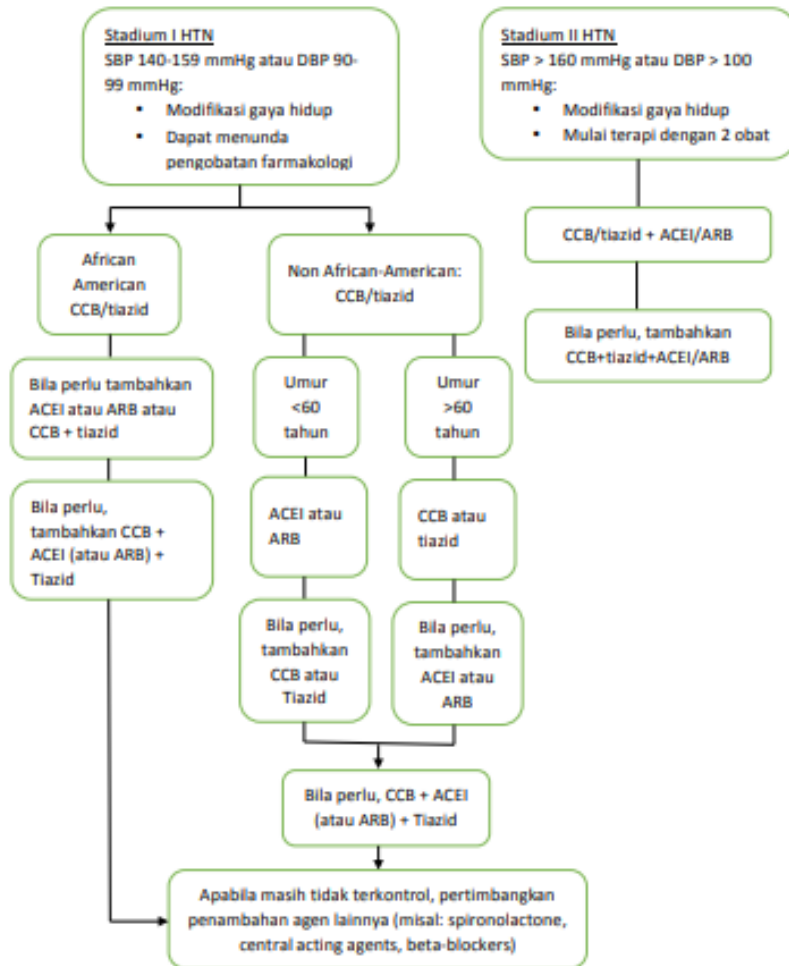 Stadium I HTN
SBP 140-159 mmHg atau DBP 90-
99 mmHg:
▪ Modifikasi gaya hidup
▪ Dapat menunda
pengobatan farmakologi
Stadium II HTN
SBP > 160 mmHg atau DBP > 100
mmHg:
▪ Modifikasi gaya hidup
▪ Mulai terapi dengan 2 obat
African
American
CCB/tiazid
Non African-American:
CCB/tiazid
CCB/tiazid + ACEI/ARB
Bila perlu, tambahkan
CCB+tiazid+ACEI/ARB
Bila perlu tambahkan
ACEI atau ARB atau
CCB + tiazid
Umur
<60
tahun
Umur
>60
tahun
Bila perlu,
tambahkan CCB +
ACEI (atau ARB) +
Tiazid
ACEI atau
ARB
CCB atau
tiazid
Bila perlu,
tambahkan
CCB atau
Tiazid
Bila perlu,
tambahkan
ACEI atau
ARB
Bila perlu, CCB + ACEI
(atau ARB) + Tiazid
Apabila masih tidak terkontrol, pertimbangkan
penambahan agen lainnya (misal: spironolactone,
central acting agents, beta-blockers)